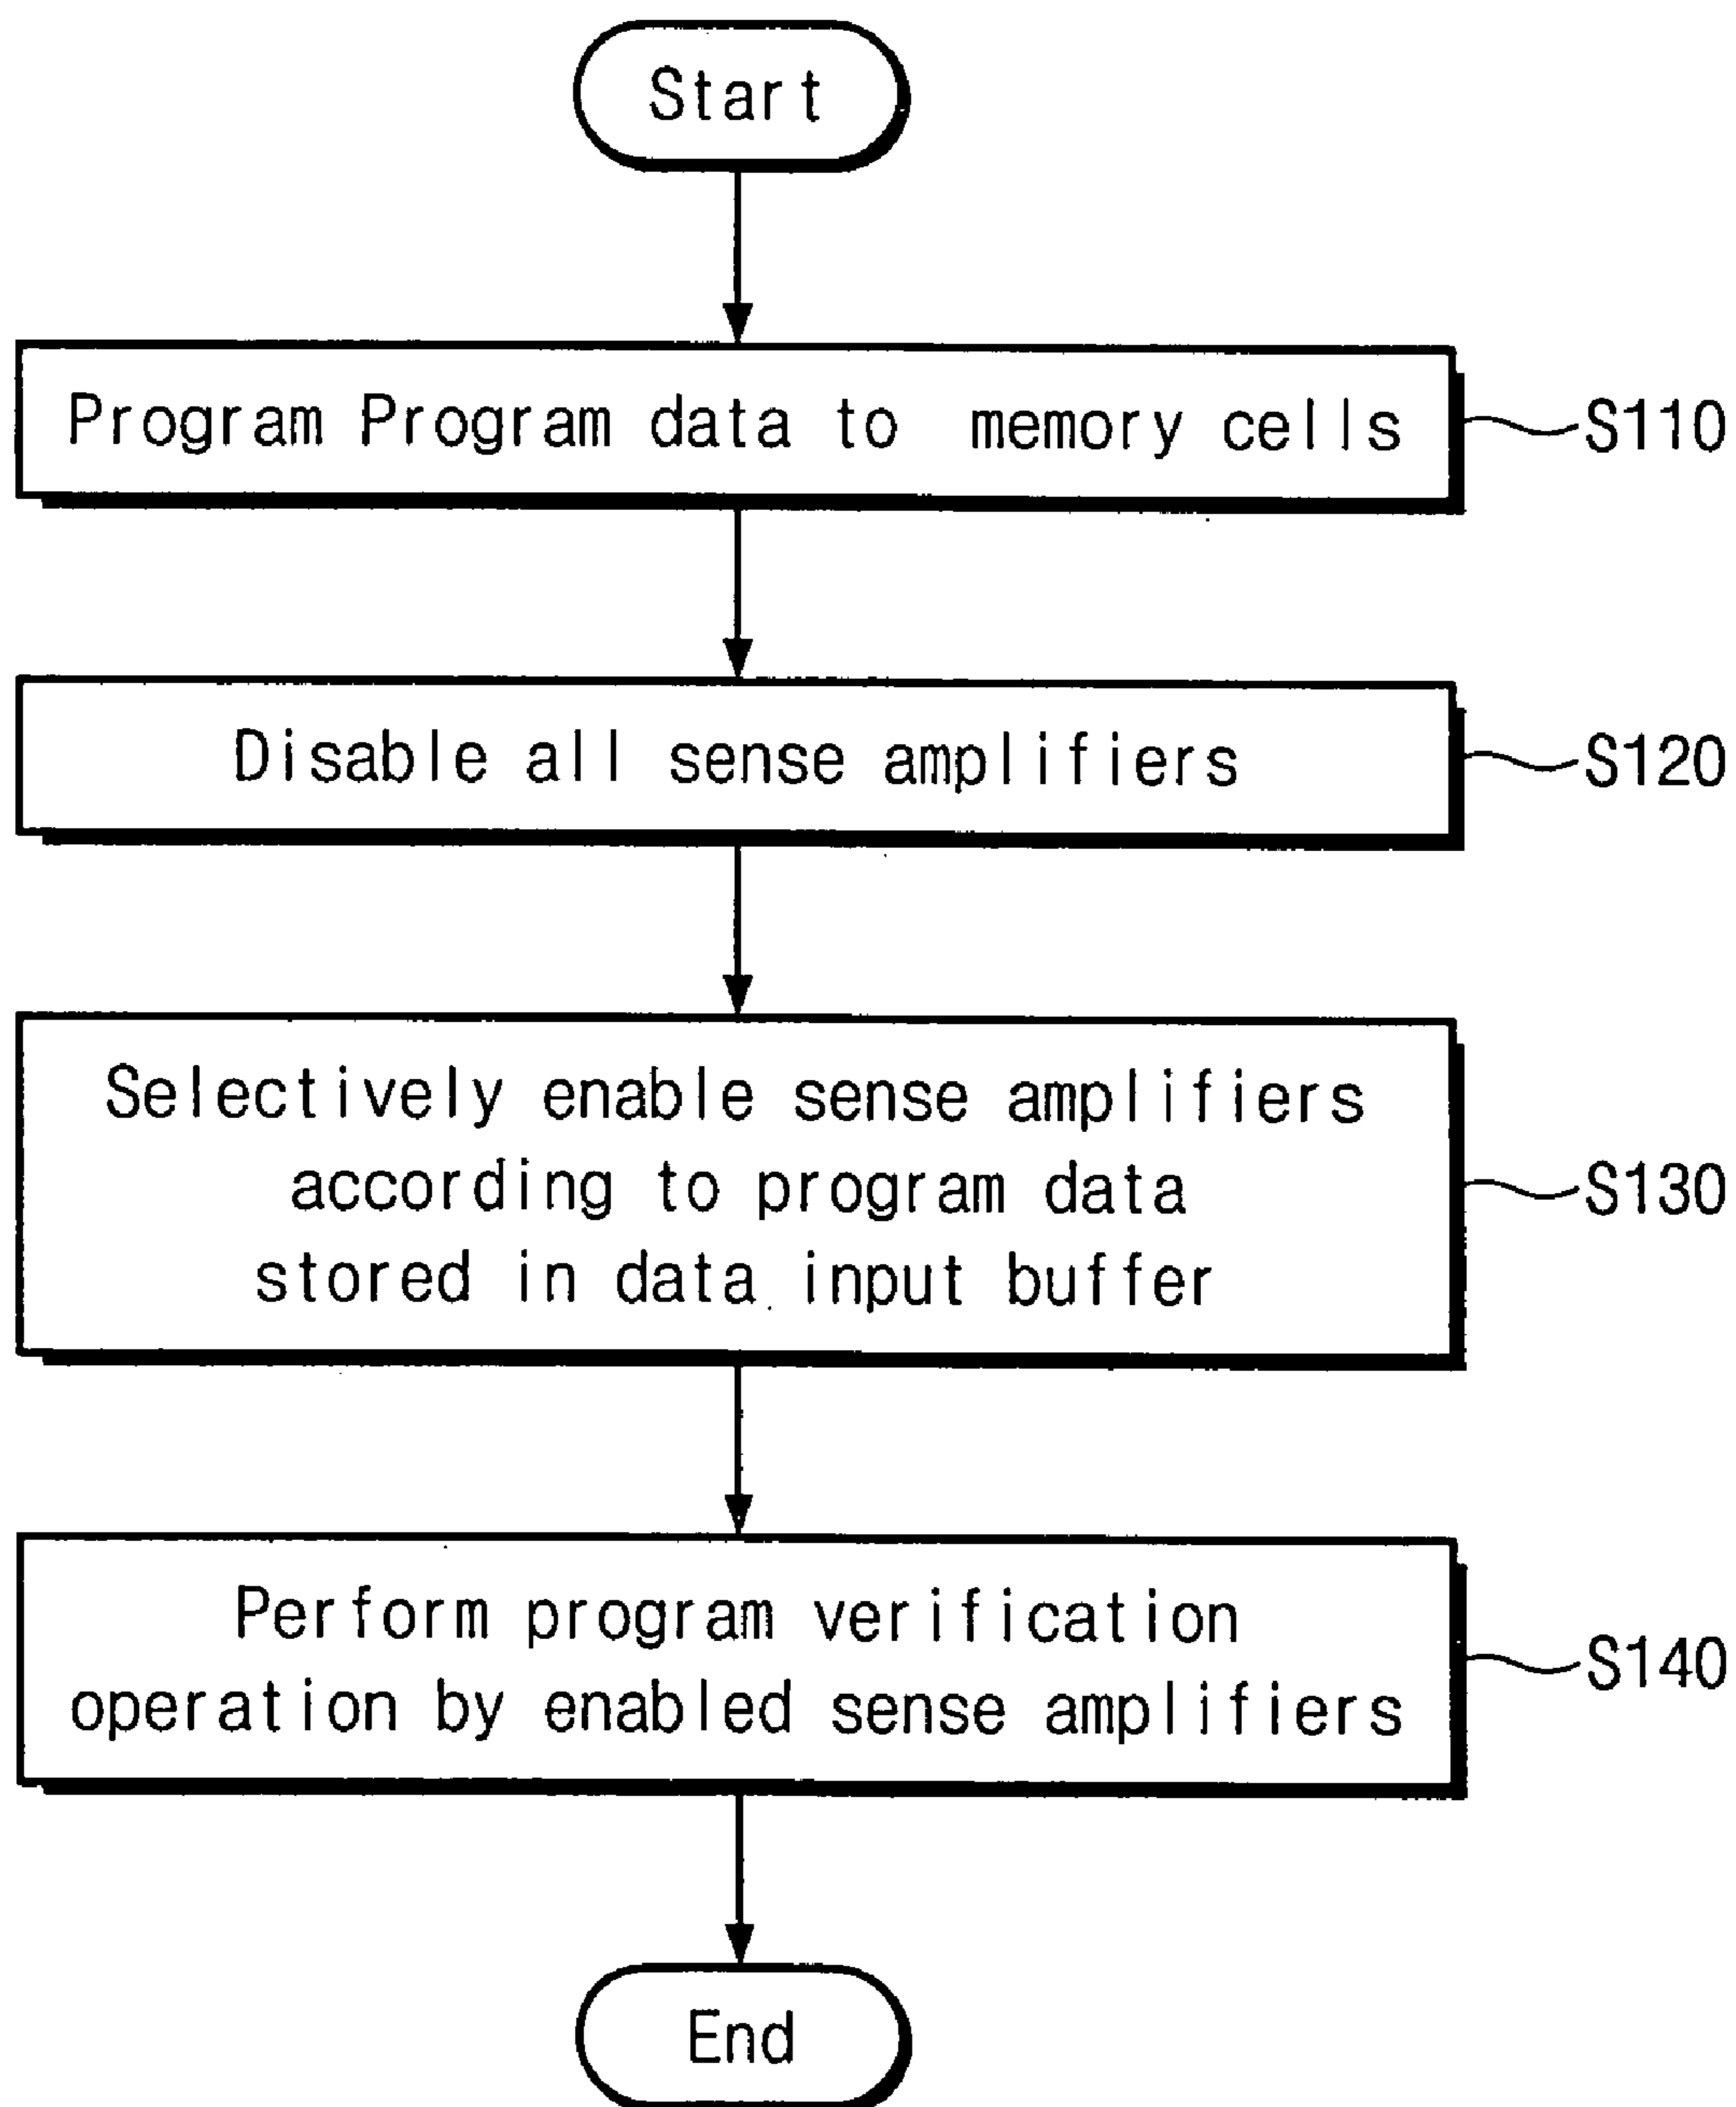 Start
Program Program data to memory cells
S110
Disable all sense amplifiers
S120
Selectively enable sense amplifiers
according to program data
stored in data input buffer
S130
Perform program verification
operation by enabled sense amplifiers
S140
End